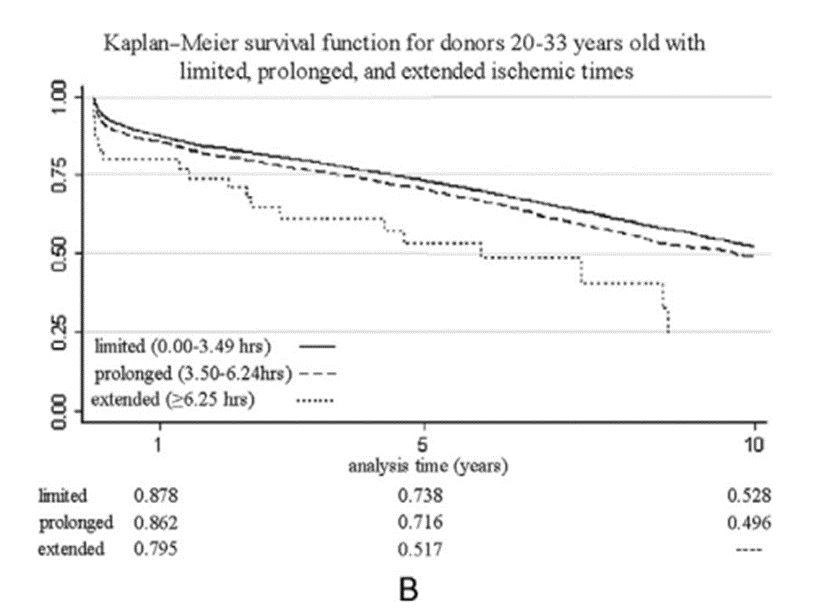 Kaplan–Meier survival function for donors 20-33 years old with
limited, prolonged, and extended ischemic times
1.00
0.75
0.50
0.25
0.00
limited (0.00-3.49 hrs)
prolonged (3.50-6.24hrs)
extended (≥6.25 hrs)
1 5 10
analysis time (years)
limited 0.878 0.738 0.528
prolonged 0.862 0.716 0.496
extended 0.795 0.517 ----
B